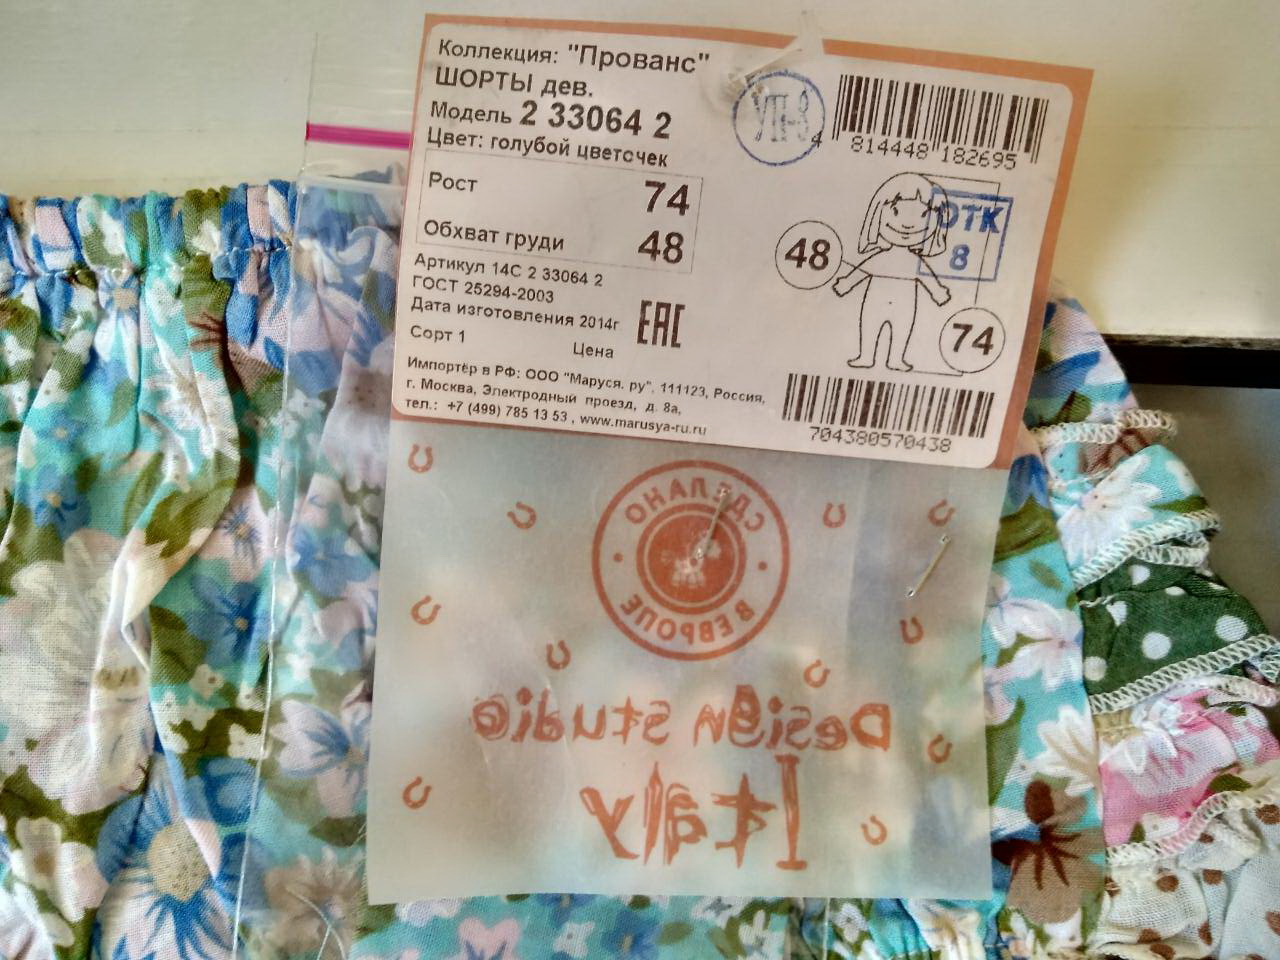 Коллекция: "Прованс"
ШОРТЫ дев.
Модель 2 33064 2
Цвет: голубой цветсчек
Рост 74
Обхват груди 48
Артикул 14С 2 33064 2
ГОСТ 25294-2003
Дата изготовления 2014г
ЕАС
Сорт 1 Цена
Импортёр в РФ: ООО "Маруся. ру", 111123, Россия,
г. Москва, Электродный проезд, д. 8а,
тел.: +7 (499) 785 13 53 , www.marusya-ru.ru
УП-8
4 814448 182695
ОТК
8
48
74
704380570438
СДЕЛАНО
В ЕВРОПЕ
Design studio
Italy